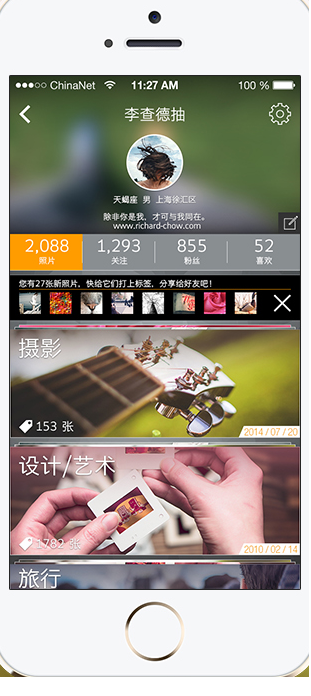 ChinaNet 11:27 AM 100 %
李查德抽
天蝎座 男 上海徐汇区
除非你是我，才可与我同在。
www.richard-chow.com
2,088 1,293 855 52
照片 关注 粉丝 喜欢
您有27张新照片，快给它们打上标签，分享给好友吧！
摄影
153 张
2014 / 07 / 20
设计/艺术
1782 张
2010 / 02 / 14
旅行